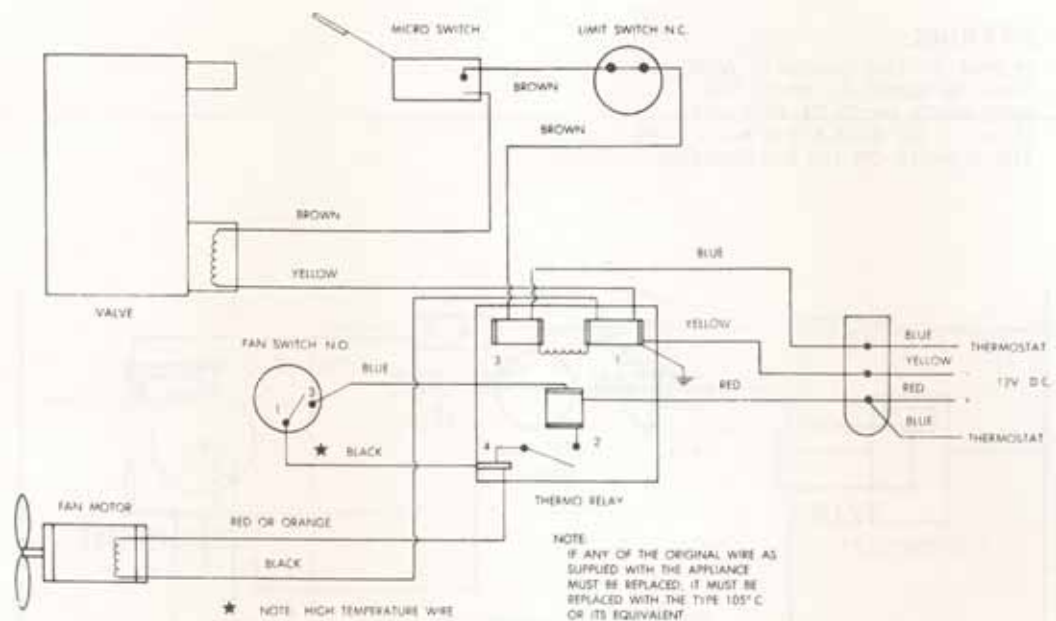 MICRO SWITCH
LIMIT SWITCH N.C.
BROWN
BROWN
BROWN
BLUE
YELLOW
VALVE
3
1
YELLOW
BLUE
THERMOSTAT
YELLOW
-
12V. D.C.
RED
RED
+
BLUE
THERMOSTAT
FAN SWITCH N.O.
BLUE
3
1
4
2
★ BLACK
THERMO RELAY
FAN MOTOR
RED OR ORANGE
BLACK
NOTE:
IF ANY OF THE ORIGINAL WIRE AS
SUPPLIED WITH THE APPLIANCE
MUST BE REPLACED, IT MUST BE
REPLACED WITH THE TYPE 105°C
OR ITS EQUIVALENT.
★ NOTE: HIGH TEMPERATURE WIRE